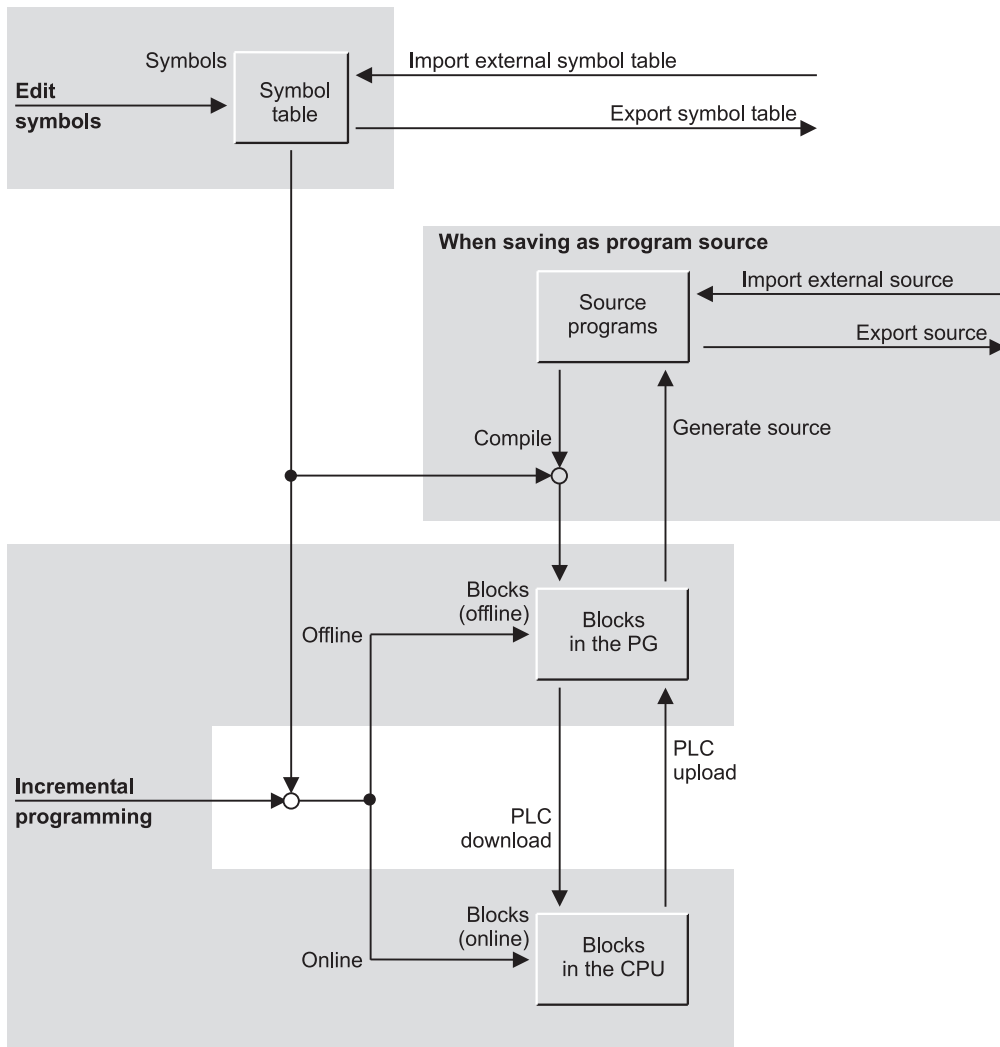 Symbols
Symbol
table
Import external symbol table
Export symbol table
Edit
symbols
When saving as program source
Source
programs
Import external source
Export source
Compile
Generate source
Blocks
(offline)
Offline
Blocks
in the PG
Incremental
programming
PLC
upload
PLC
download
Blocks
(online)
Online
Blocks
in the CPU